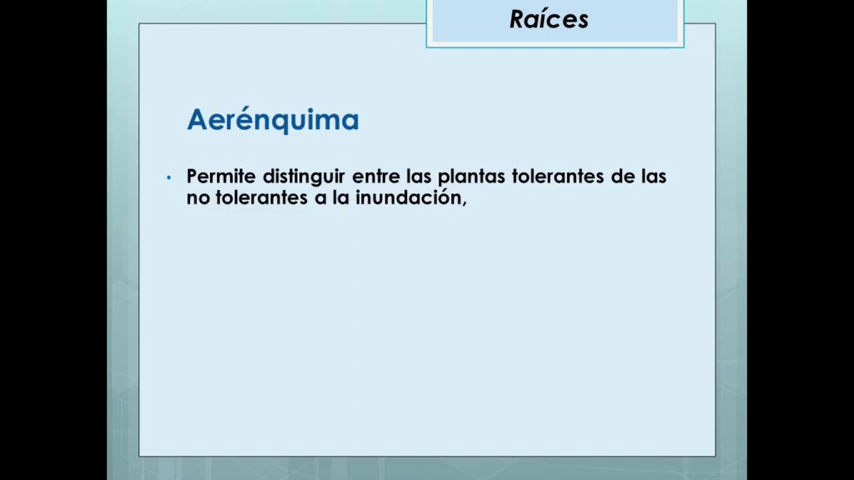 Raíces
Aerénquima
• Permite distinguir entre las plantas tolerantes de las
no tolerantes a la inundación,